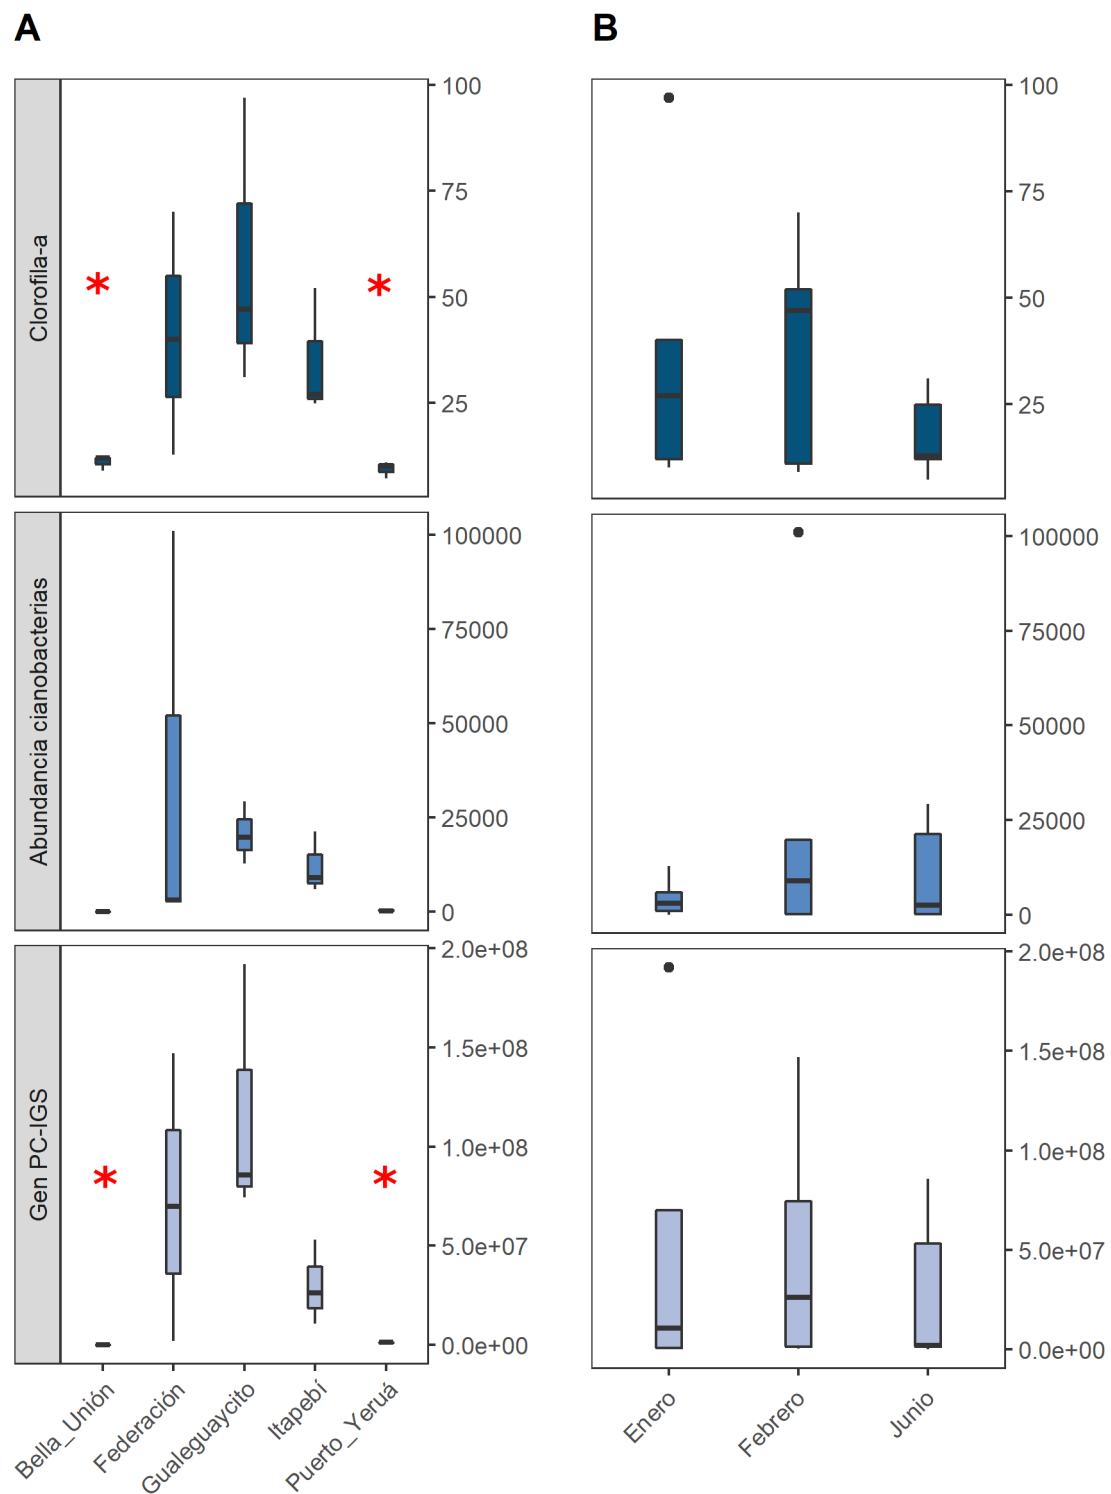 A
B
Clorofila-a
100
75
50
25
100
75
50
25
*
*
Abundancia cianobacterias
100000
75000
50000
25000
0
100000
75000
50000
25000
0
Gen PC-IGS
2.0e+08
1.5e+08
1.0e+08
5.0e+07
0.0e+00
2.0e+08
1.5e+08
1.0e+08
5.0e+07
0.0e+00
*
*
Bella_Unión
Federación
Gualeguaycito
Itapebí
Puerto_Yeruá
Enero
Febrero
Junio